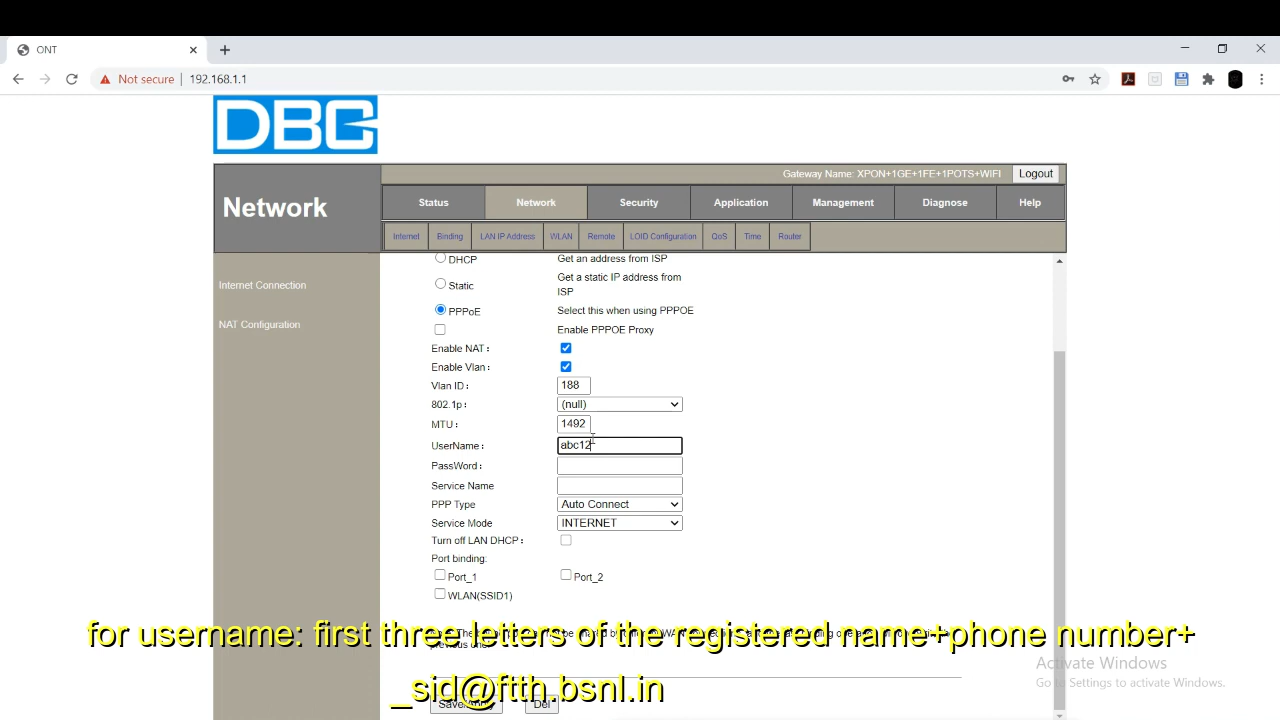 ONT
Not secure | 192.168.1.1
DBC
Gateway Name: XPON+1GE+1FE+1POTS+WIFI Logout
Network
Status Network Security Application Management Diagnose Help
Internet Binding LAN IP Address WLAN Remote LOID Configuration QoS Time Router
Internet Connection
NAT Configuration
DHCP Get an address from ISP
Static Get a static IP address from
ISP
PPPoE Select this when using PPPOE
Enable PPPOE Proxy
Enable NAT:
Enable Vlan:
Vlan ID: 188
802.1p: (null)
MTU: 1492
UserName: abc12
PassWord:
Service Name
PPP Type Auto Connect
Service Mode INTERNET
Turn off LAN DHCP:
Port binding:
Port_1 Port_2
WLAN(SSID1)
for username: first three letters of the registered name+phone number+
_sid@ftth.bsnl.in
Save/Apply Del
Activate Windows
Go to Settings to activate Windows.